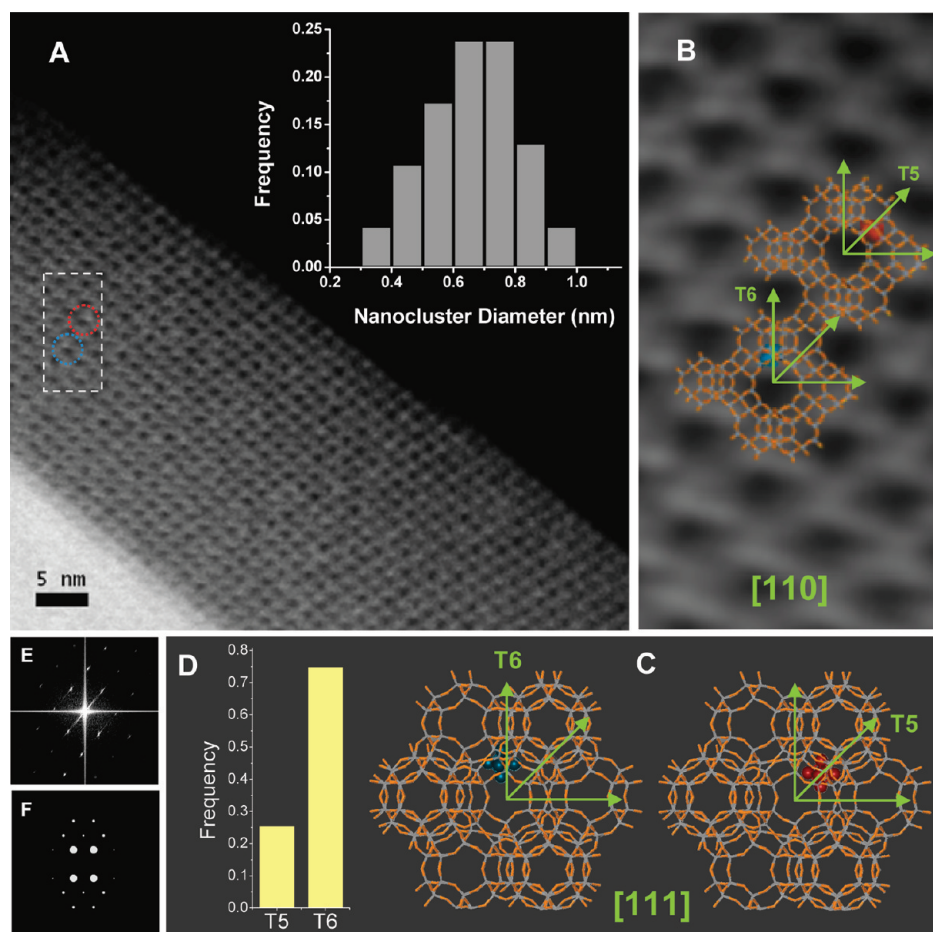 A
0.25
0.20
0.15
0.10
0.05
0.00
Frequency
0.2 0.4 0.6 0.8 1.0
Nanocluster Diameter (nm)
5 nm
B
T5
T6
[110]
E
F
D
0.8
0.7
0.6
0.5
0.4
0.3
0.2
0.1
0.0
Frequency
T5 T6
T6
C
T5
[111]